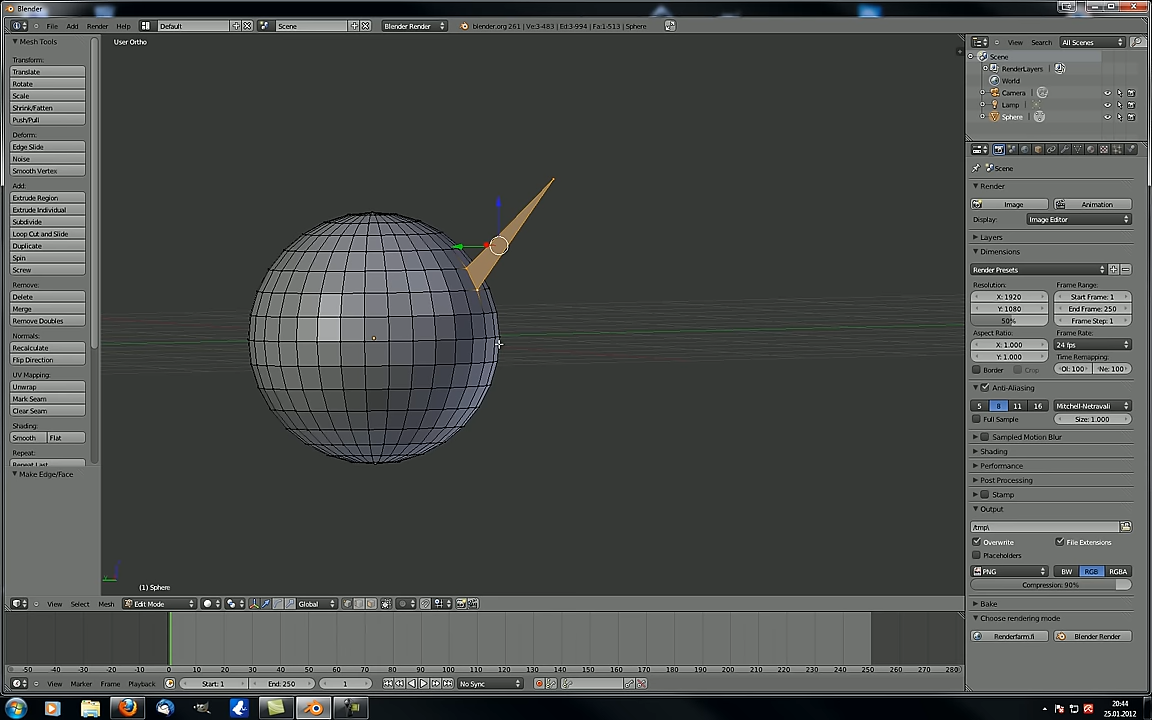 Blender
File Add Render Help Default Scene Blender Render blender.org 261 | Ve:3-483 | Ed:3-994 | Fa:1-513 | Sphere
Mesh Tools
Transform:
Translate
Rotate
Scale
Shrink/Fatten
Push/Pull
Deform:
Edge Slide
Noise
Smooth Vertex
Add:
Extrude Region
Extrude Individual
Subdivide
Loop Cut and Slide
Duplicate
Spin
Screw
Remove:
Delete
Merge
Remove Doubles
Normals:
Recalculate
Flip Direction
UV Mapping:
Unwrap
Mark Seam
Clear Seam
Shading:
Smooth Flat
Repeat:
Repeat Last
Make Edge/Face
User Ortho
(1) Sphere
View Select Mesh Edit Mode Global
-50 -40 -30 -20 -10 0 10 20 30 40 50 60 70 80 90 100 110 120 130 140 150 160 170 180 190 200 210 220 230 240 250 260 270 280
View Marker Frame Playback Start: 1 End: 250 1 No Sync
View Search All Scenes
Scene
RenderLayers |
World
Camera |
Lamp |
Sphere |
Scene
Render
Image Animation
Display: Image Editor
Layers
Dimensions
Render Presets
Resolution: Frame Range:
X: 1920 Start Frame: 1
Y: 1080 End Frame: 250
50% Frame Step: 1
Aspect Ratio: Frame Rate:
X: 1.000 24 fps
Y: 1.000 Time Remapping:
Border Crop Ol: 100 Ne: 100
Anti-Aliasing
5 8 11 16 Mitchell-Netravali
Full Sample Size: 1.000
Sampled Motion Blur
Shading
Performance
Post Processing
Stamp
Output
/tmp\
Overwrite File Extensions
Placeholders
PNG BW RGB RGBA
Compression: 90%
Bake
Choose rendering mode
Renderfarm.fi Blender Render
20:44
25.01.2012